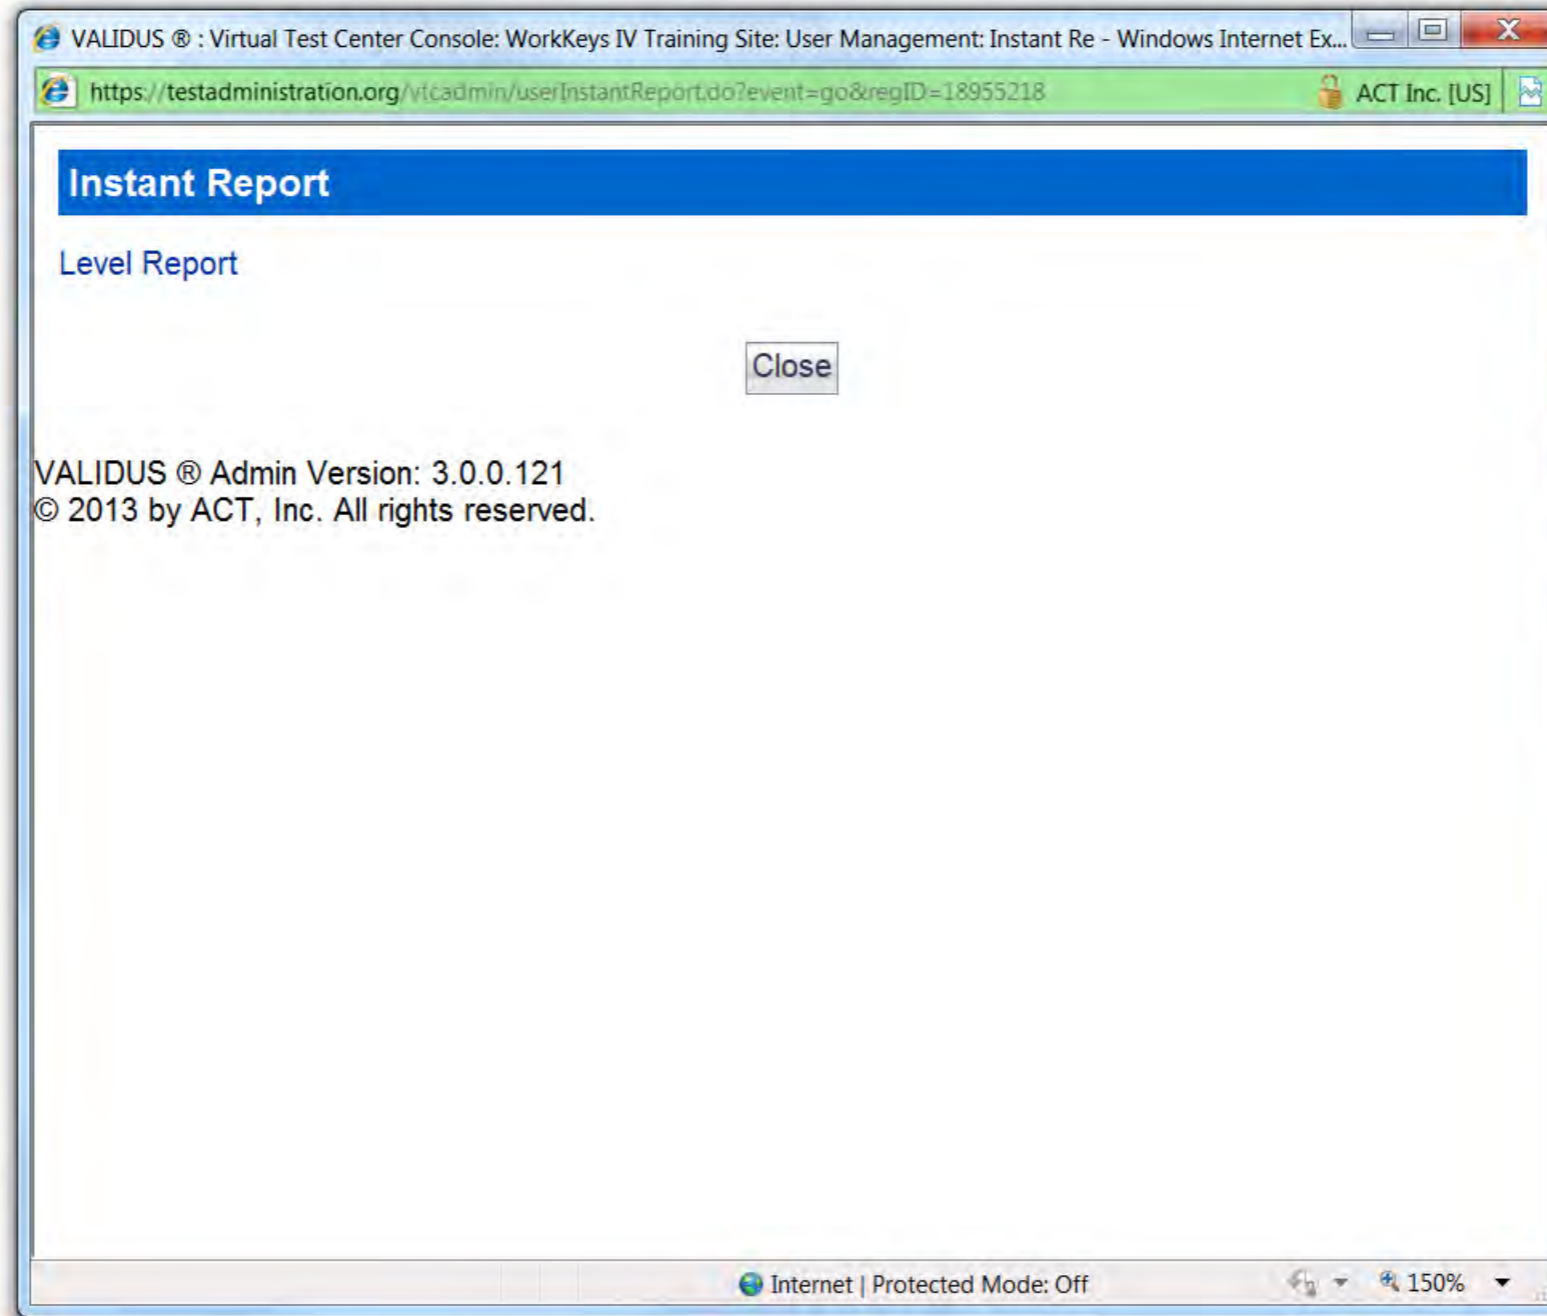 VALIDUS ® : Virtual Test Center Console: WorkKeys IV Training Site: User Management: Instant Re - Windows Internet Ex...
https://testadministration.org/vtcadmin/userInstantReport.do?event=go&regID=18955218 ACT Inc. [US]
Instant Report
Level Report
Close
VALIDUS ® Admin Version: 3.0.0.121
© 2013 by ACT, Inc. All rights reserved.
Internet | Protected Mode: Off 150%